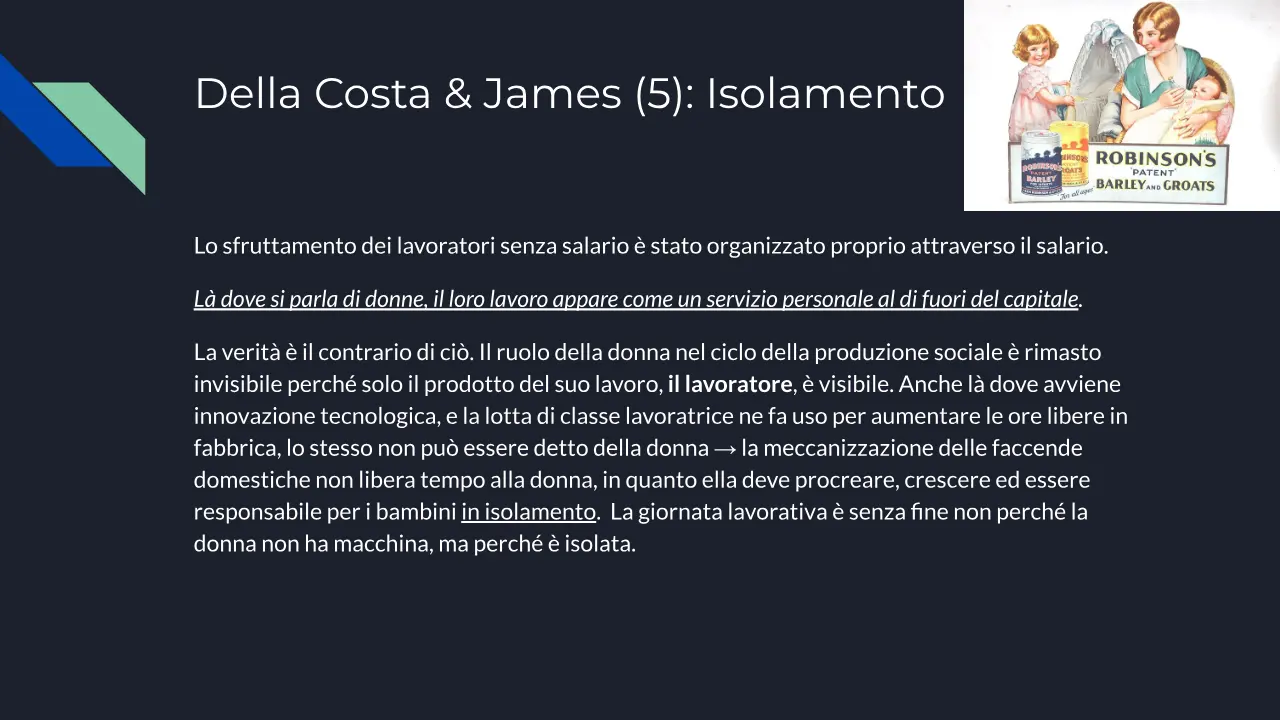 Della Costa & James (5): Isolamento
ROBINSON'S
"PATENT"
BARLEY AND GROATS
ROBINSON'S
"PATENT"
BARLEY
For all ages
Lo sfruttamento dei lavoratori senza salario è stato organizzato proprio attraverso il salario.
Là dove si parla di donne, il loro lavoro appare come un servizio personale al di fuori del capitale.
La verità è il contrario di ciò. Il ruolo della donna nel ciclo della produzione sociale è rimasto
invisibile perché solo il prodotto del suo lavoro, il lavoratore, è visibile. Anche là dove avviene
innovazione tecnologica, e la lotta di classe lavoratrice ne fa uso per aumentare le ore libere in
fabbrica, lo stesso non può essere detto della donna → la meccanizzazione delle faccende
domestiche non libera tempo alla donna, in quanto ella deve procreare, crescere ed essere
responsabile per i bambini in isolamento.  La giornata lavorativa è senza fine non perché la
donna non ha macchina, ma perché è isolata.